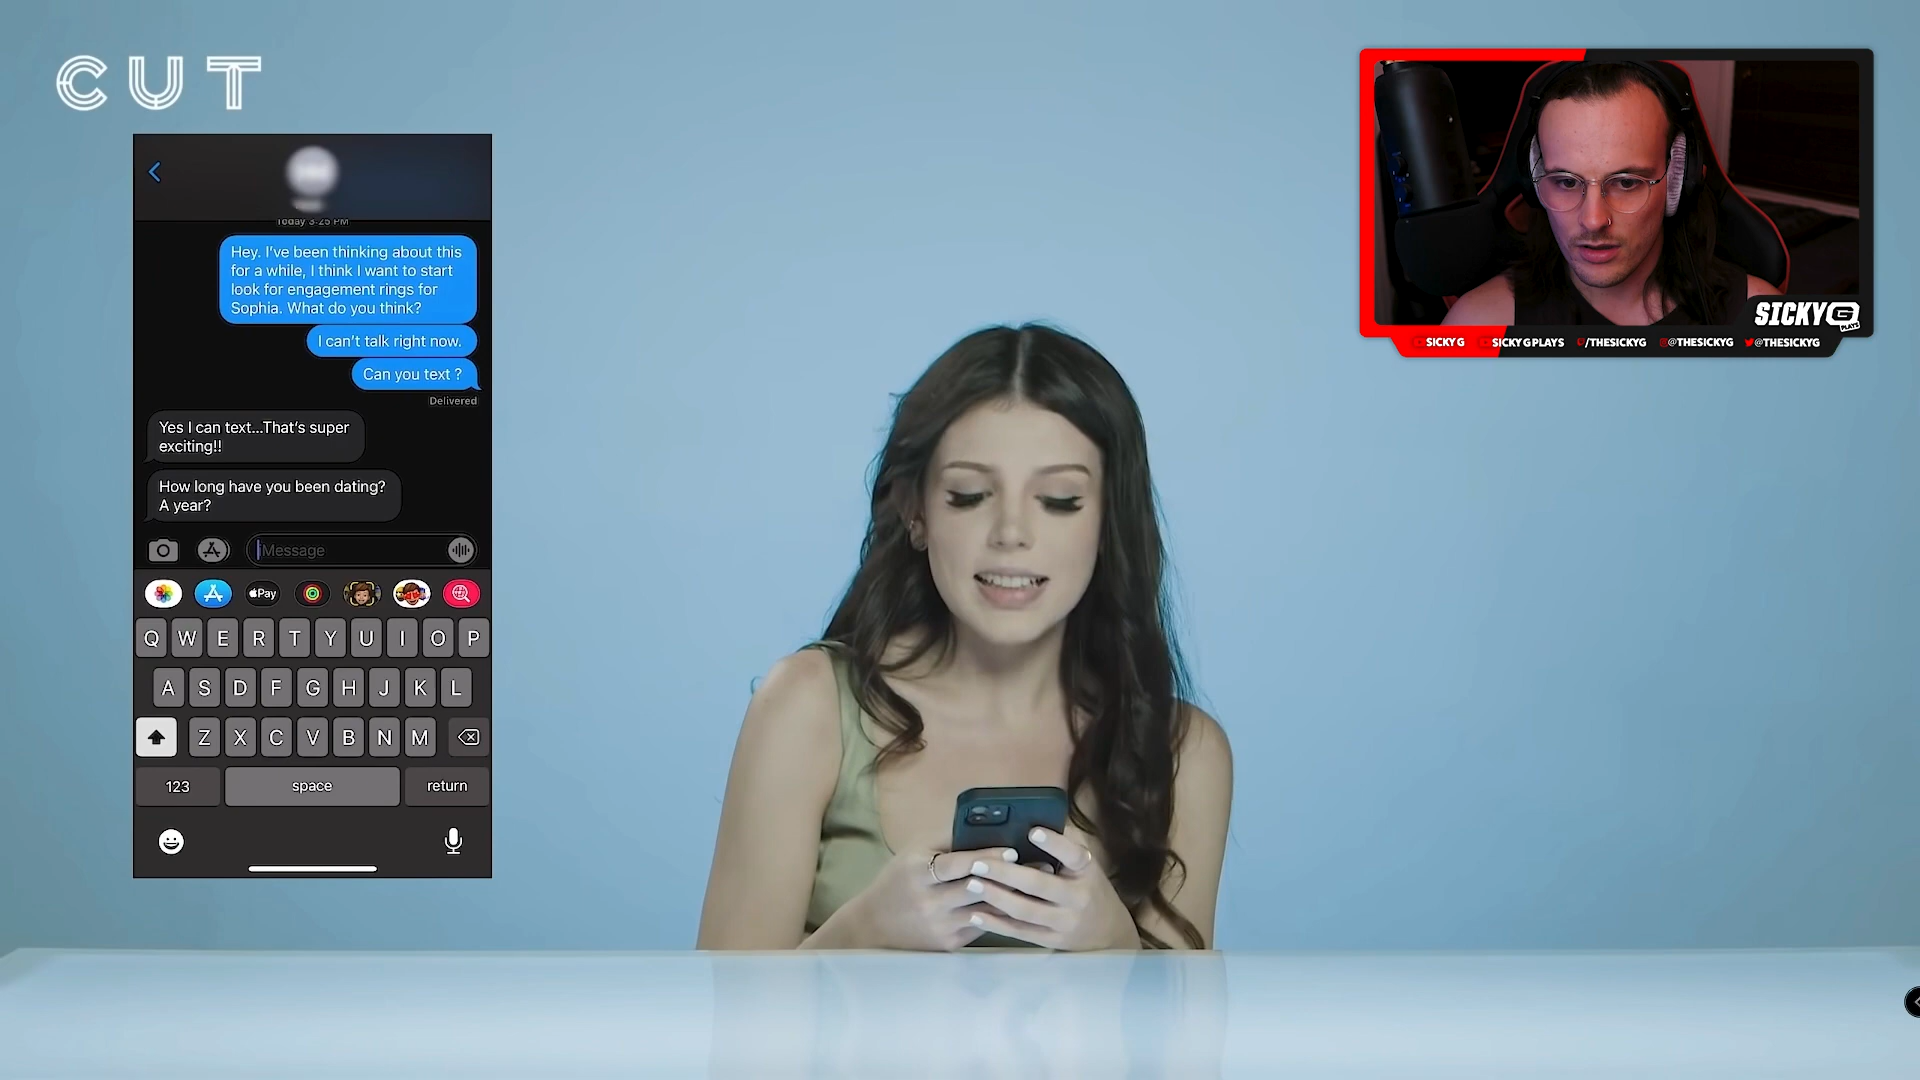 CUT
Today 3:25 PM
Hey. I've been thinking about this
for a while, I think I want to start
look for engagement rings for
Sophia. What do you think?
I can't talk right now.
Can you text ?
Delivered
Yes I can text...That's super
exciting!!
How long have you been dating?
A year?
iMessage
Pay
Q W E R T Y U I O P
A S D F G H J K L
Z X C V B N M
123 space return
SICKY G
PLAYS
SICKY G SICKY G PLAYS /THESICKYG @THESICKYG @THESICKYG